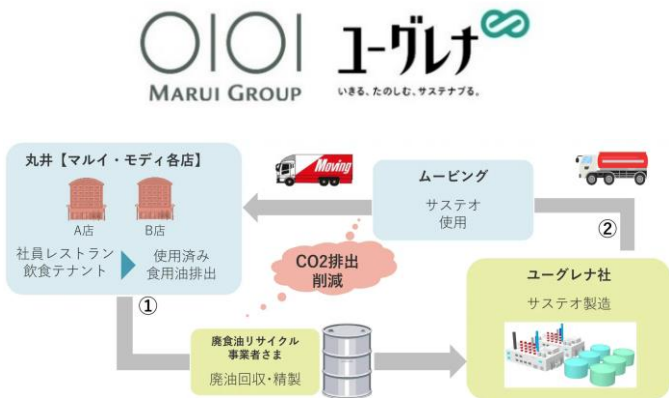 OIOI
MARUI GROUP
ユーグレナ
いきる、たのしむ、サステナブる。
丸井【マルイ・モディ各店】
A店
B店
社員レストラン
飲食テナント
使用済み
食用油排出
Moving
ムービング
サステオ
使用
②
CO2排出
削減
①
廃食油リサイクル
事業者さま
廃油回収・精製
ユーグレナ社
サステオ製造